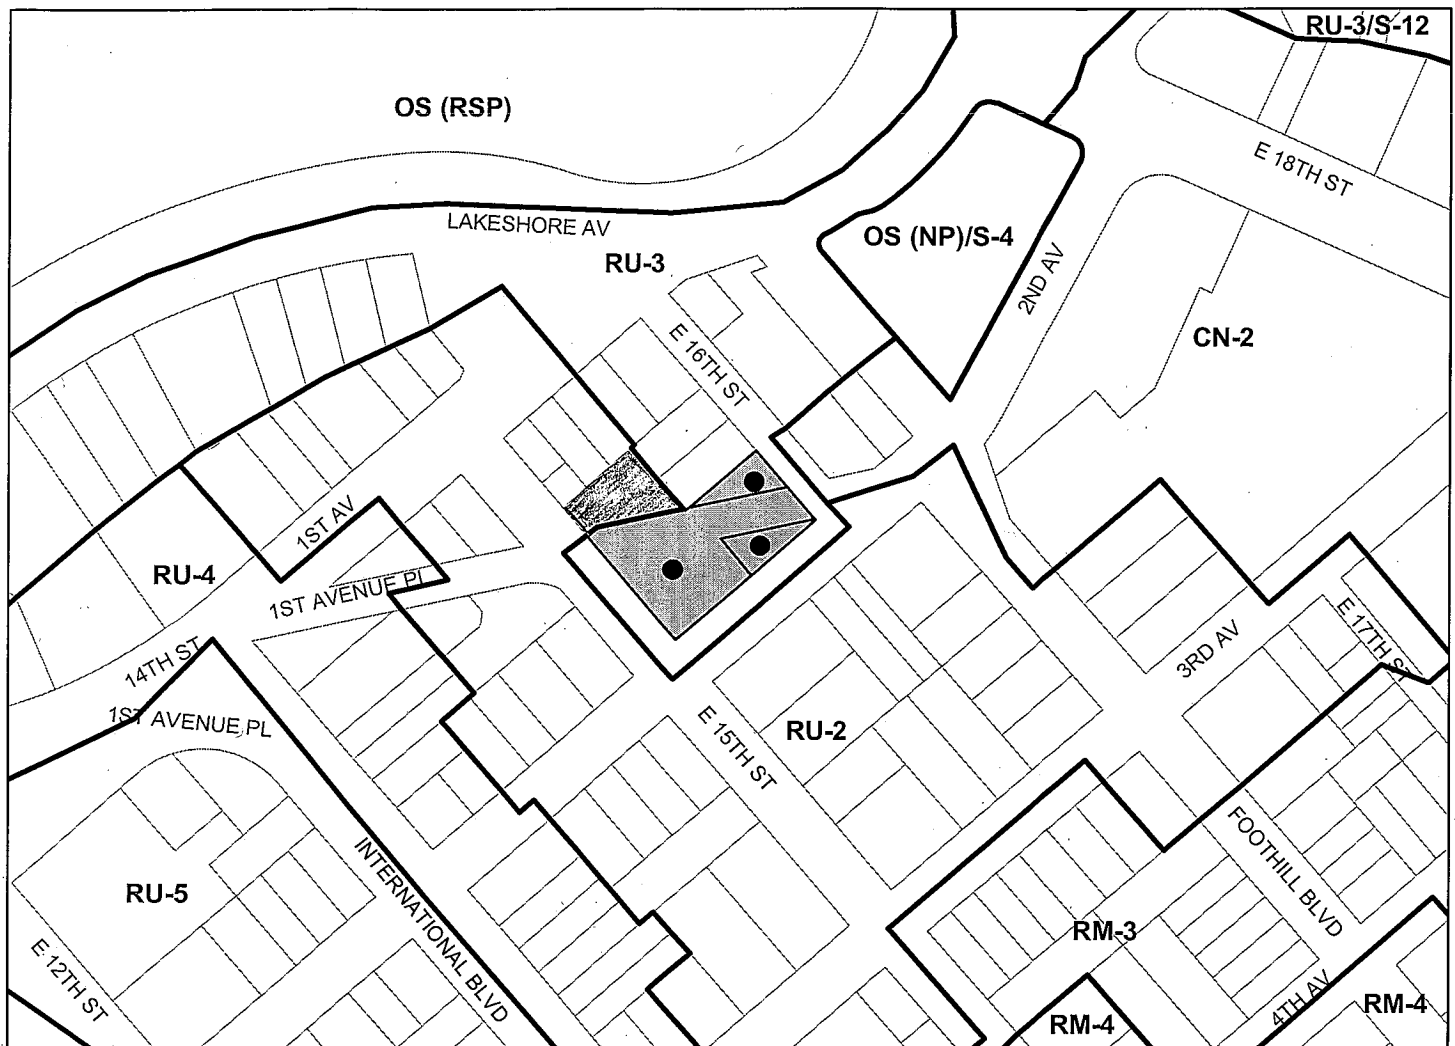 RU-3/S-12
OS (RSP)
E 18TH ST
LAKESHORE AV
OS (NP)/S-4
RU-3
2ND AV
CN-2
E 16TH ST
1ST AV
RU-4
1ST AVENUE PL
E 17TH ST
3RD AV
14TH ST
1ST AVENUE PL
RU-2
E 15TH ST
FOOTHILL BLVD
RU-5
INTERNATIONAL BLVD
RM-3
E 12TH ST
4TH AV
RM-4
RM-4